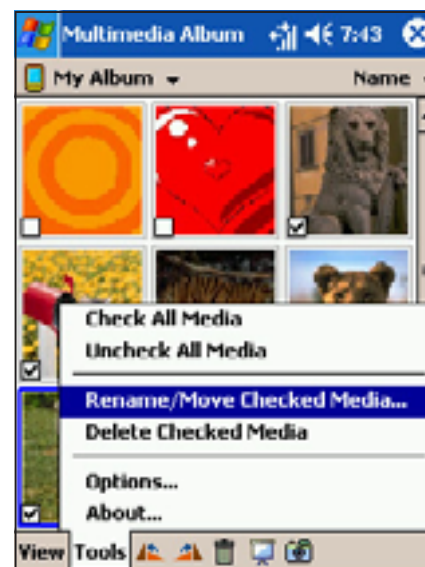 Multimedia Album 7:43
My Album Name
Check All Media
Uncheck All Media
Rename/Move Checked Media...
Delete Checked Media
Options...
About...
View Tools